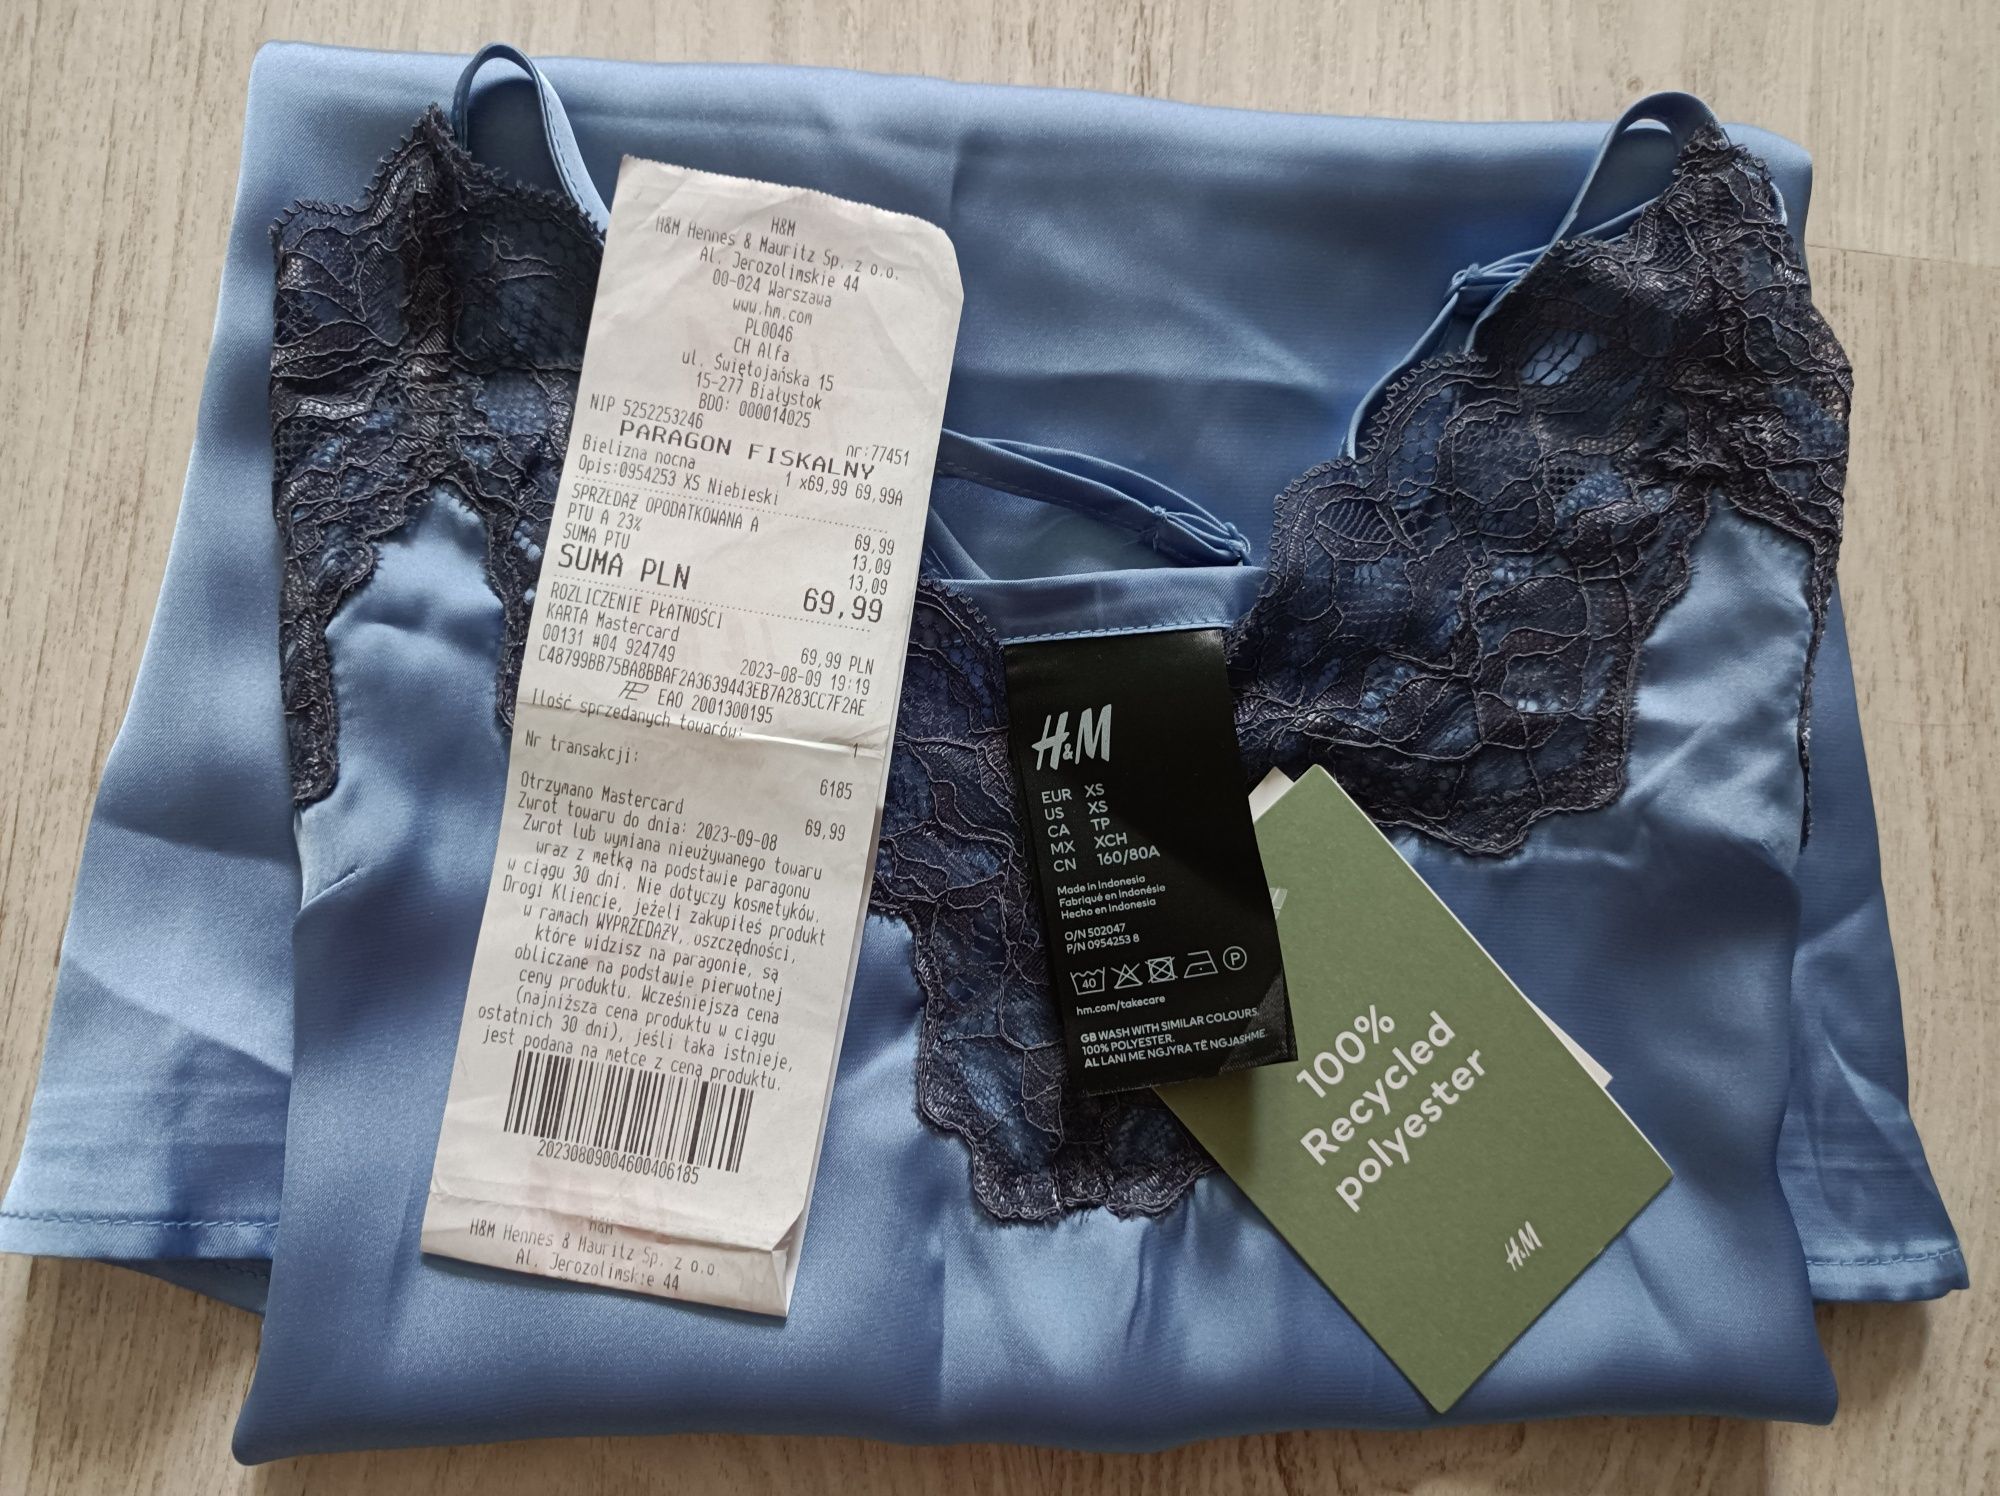 H&M
H&M Hennes & Mauritz Sp. z o.o.
Al. Jerozolimskie 44
00-024 Warszawa
www.hm.com
PL0046
CH Alfa
ul. Świętojańska 15
15-277 Białystok
BDO: 000014025
NIP 5252253246
nr:77451
PARAGON FISKALNY
Bielizna nocna
1 x69,99 69,99A
Opis:0954253 XS Niebieski
SPRZEDAŻ OPODATKOWANA A 69,99
PTU A 23% 13,09
SUMA PTU 13,09
SUMA PLN 69,99
ROZLICZENIE PŁATNOŚCI
KARTA Mastercard 69,99 PLN
00131 #04 924749 2023-08-09 19:19
C48799BB75BA8BBAF2A3639443EB7A283CC7F2AE
EAO 2001300195
Ilość sprzedanych towarów: 1
Nr transakcji: 6185
Otrzymano Mastercard 69,99
Zwrot towaru do dnia: 2023-09-08
Zwrot lub wymiana nieużywanego towaru
wraz z metką na podstawie paragonu
w ciągu 30 dni. Nie dotyczy kosmetyków.
Drogi Kliencie, jeżeli zakupiłeś produkt
w ramach WYPRZEDAŻY, oszczędności,
które widzisz na paragonie, są
obliczane na podstawie pierwotnej
ceny produktu. Wcześniejsza cena
(najniższa cena produktu w ciągu
ostatnich 30 dni), jeśli taka istnieje,
jest podana na metce z ceną produktu.
20230809004600406185
H&M
H&M Hennes & Mauritz Sp. z o.o.
Al. Jerozolimskie 44
H&M
EUR XS
US XS
CA TP
MX XCH
CN 160/80A
Made in Indonesia
Fabriqué en Indonésie
Hecho en Indonesia
O/N 502047
P/N 0954253 8
40
P
hm.com/takecare
GB WASH WITH SIMILAR COLOURS.
100% POLYESTER.
AL LANI ME NGJYRA TË NGJASHME.
100%
Recycled
polyester
H&M